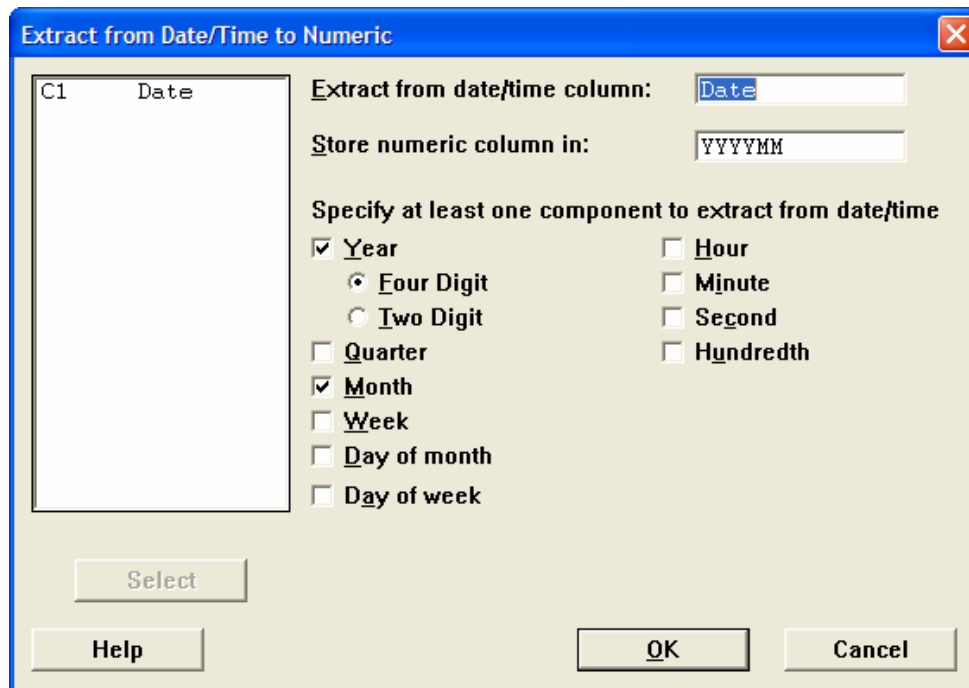 Extract from Date/Time to Numeric
C1 Date
Extract from date/time column: Date
Store numeric column in: YYYYMM
Specify at least one component to extract from date/time
Year
Four Digit
Two Digit
Quarter
Month
Week
Day of month
Day of week
Hour
Minute
Second
Hundredth
Select
Help
OK
Cancel